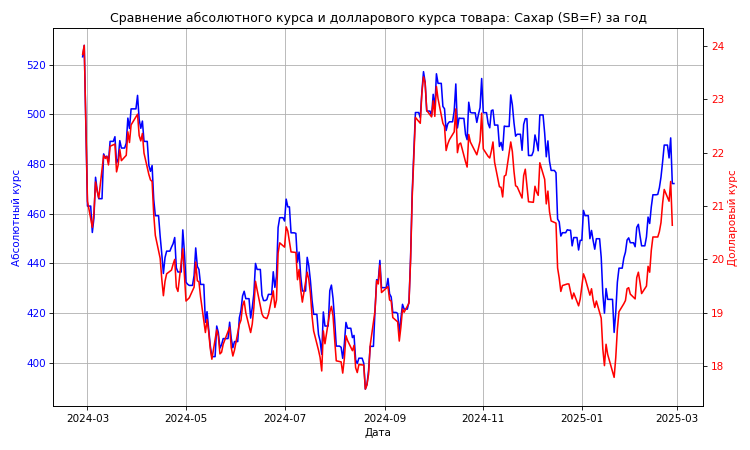 Сравнение абсолютного курса и долларового курса товара: Сахар (SB=F) за год
Абсолютный курс
520
500
480
460
440
420
400
24
23
22
21
20
19
18
Долларовый курс
2024-03 2024-05 2024-07 2024-09 2024-11 2025-01 2025-03
Дата